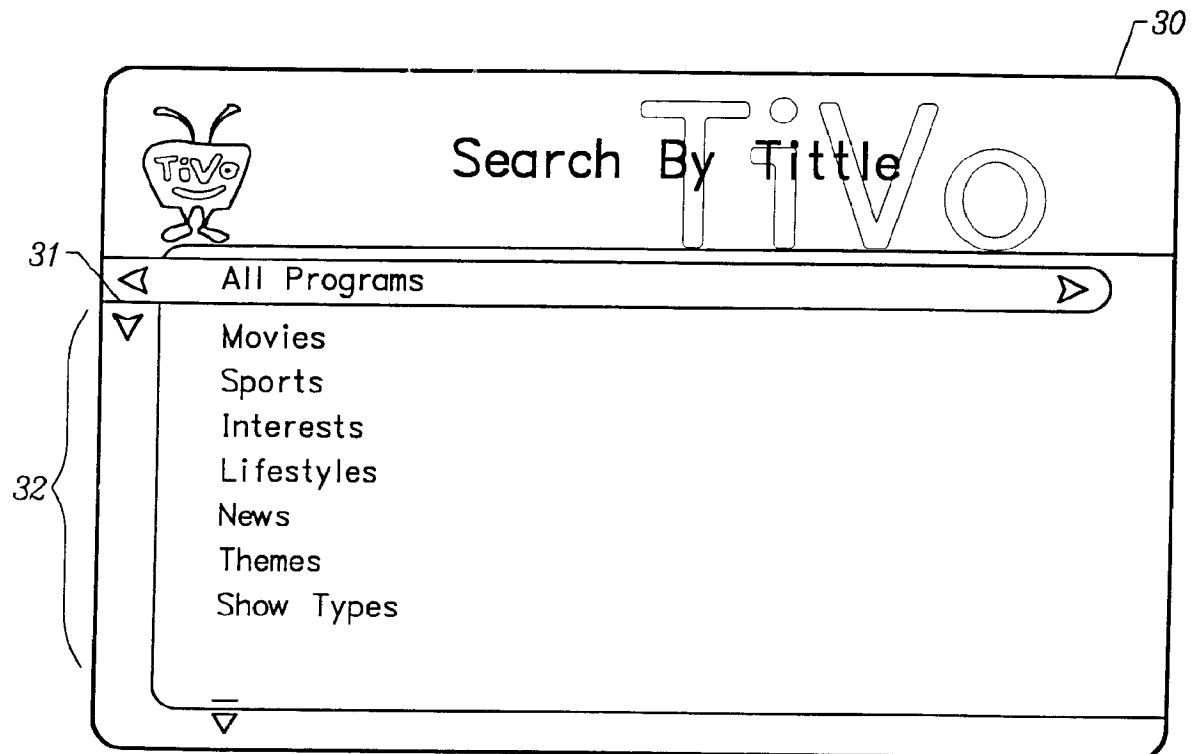 30
TiVo
TiVo
Search By Tittle
31
All Programs
Movies
Sports
Interests
Lifestyles
32
News
Themes
Show Types